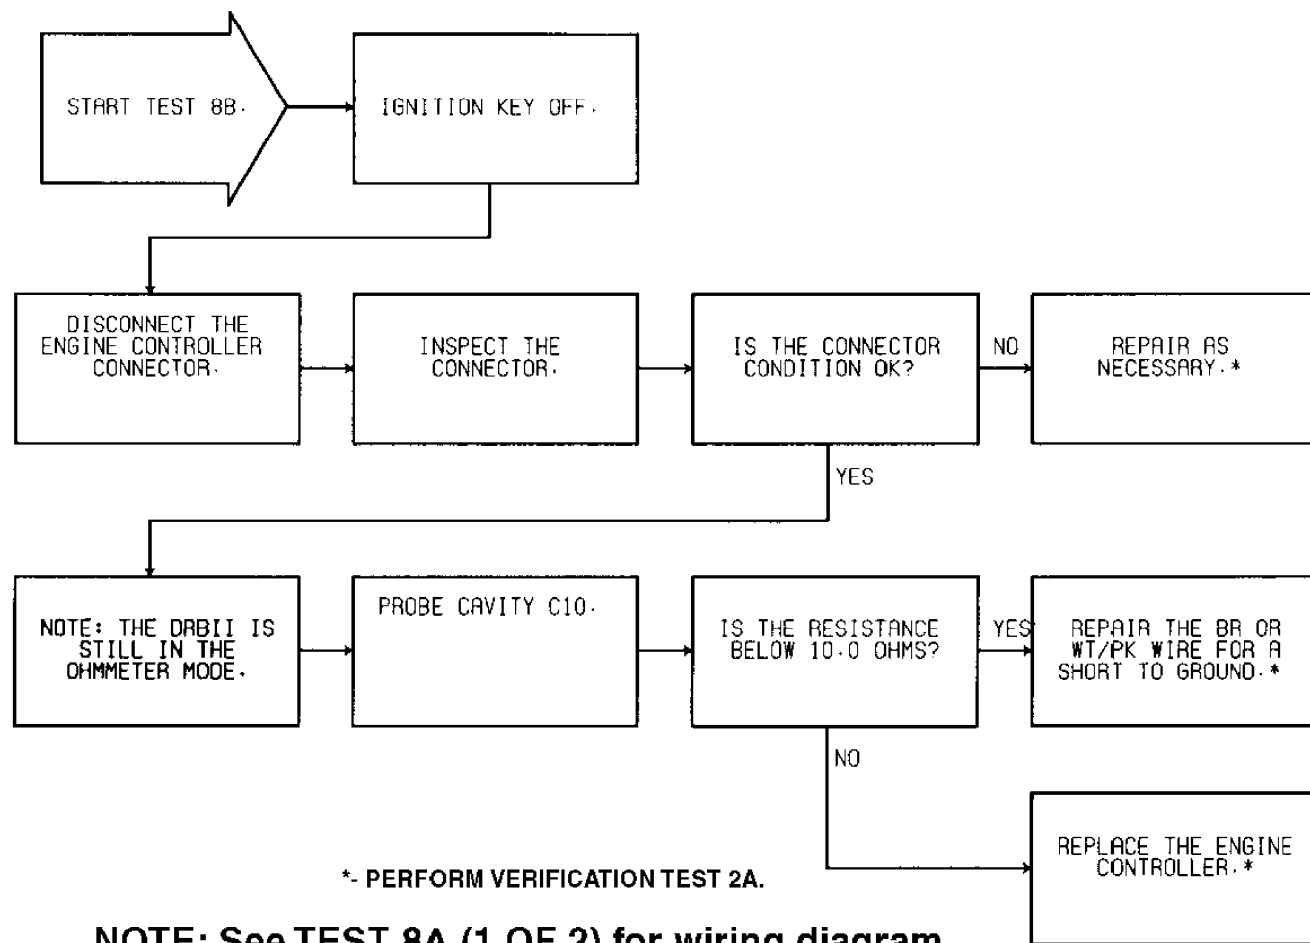 START TEST 8B.
IGNITION KEY OFF.
DISCONNECT THE
ENGINE CONTROLLER
CONNECTOR.
INSPECT THE
CONNECTOR.
IS THE CONNECTOR
CONDITION OK?
NO
REPAIR AS
NECESSARY.*
YES
NOTE: THE DRBII IS
STILL IN THE
OHMMETER MODE.
PROBE CAVITY C10.
IS THE RESISTANCE
BELOW 10.0 OHMS?
YES
REPAIR THE BR OR
WT/PK WIRE FOR A
SHORT TO GROUND.*
NO
REPLACE THE ENGINE
CONTROLLER.*
*- PERFORM VERIFICATION TEST 2A.
NOTE: See TEST 8A (1 OF 2) for wiring diagram